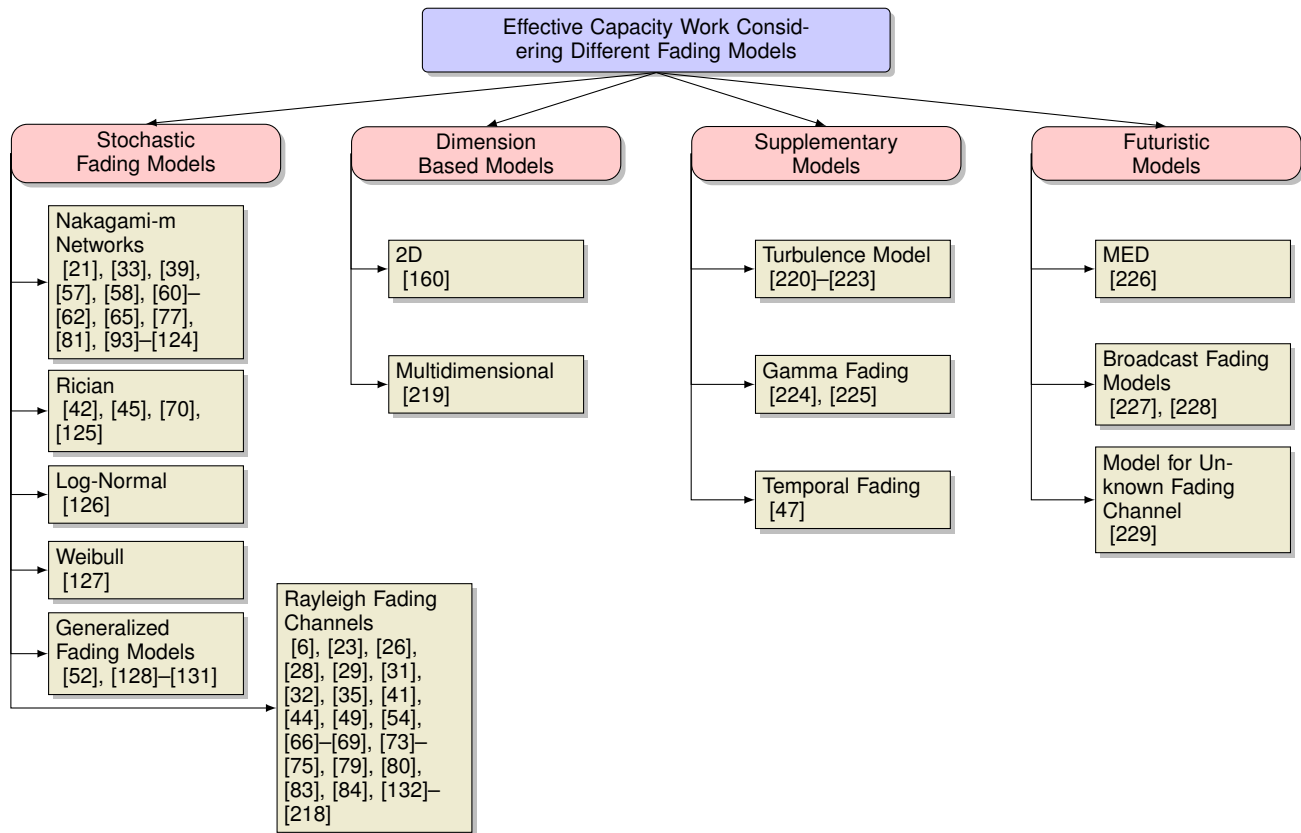 Effective Capacity Work Consid-
ering Different Fading Models
Stochastic
Fading Models
Nakagami-m
Networks
[21], [33], [39],
[57], [58], [60]–
[62], [65], [77],
[81], [93]–[124]
Rician
[42], [45], [70],
[125]
Log-Normal
[126]
Weibull
[127]
Generalized
Fading Models
[52], [128]–[131]
Rayleigh Fading
Channels
[6], [23], [26],
[28], [29], [31],
[32], [35], [41],
[44], [49], [54],
[66]–[69], [73]–
[75], [79], [80],
[83], [84], [132]–
[218]
Dimension
Based Models
2D
[160]
Multidimensional
[219]
Supplementary
Models
Turbulence Model
[220]–[223]
Gamma Fading
[224], [225]
Temporal Fading
[47]
Futuristic
Models
MED
[226]
Broadcast Fading
Models
[227], [228]
Model for Un-
known Fading
Channel
[229]